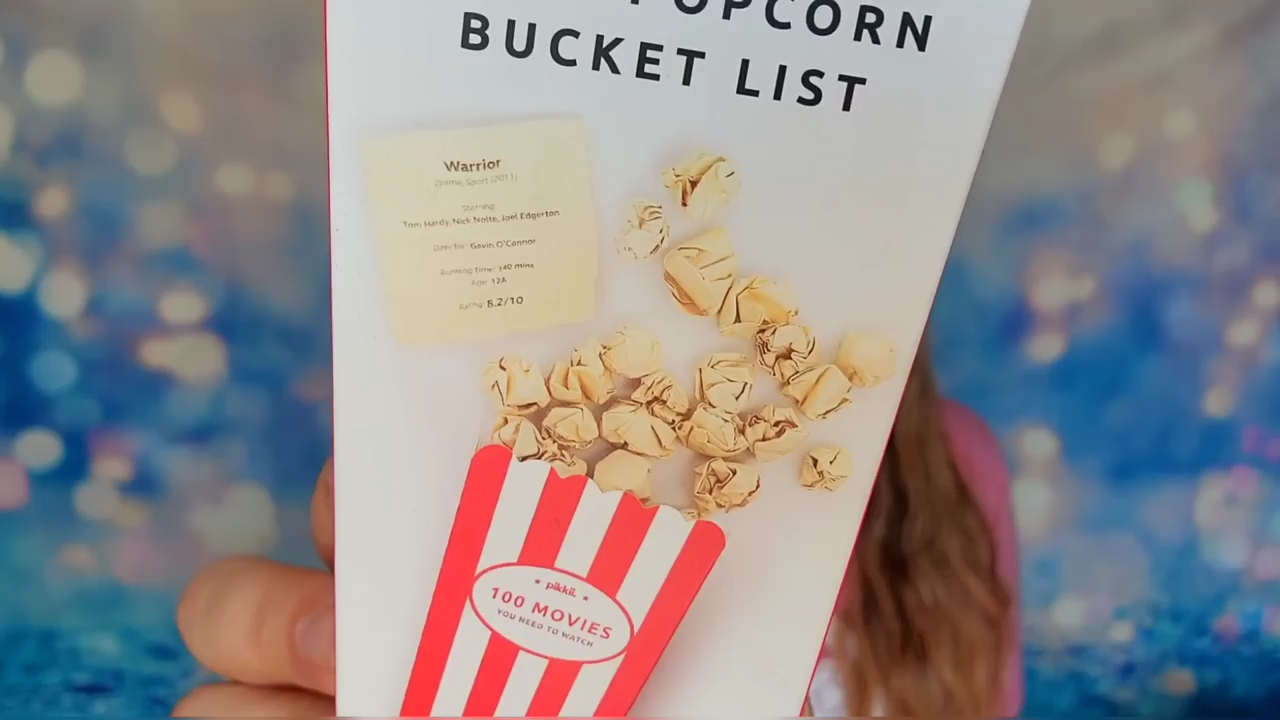 POPCORN
BUCKET LIST
Warrior
Drama, Sport (2011)
Starring
Tom Hardy, Nick Nolte, Joel Edgerton
Director: Gavin O'Connor
Running time: 140 mins
Age: 12A
Rating: 8.2/10
pikkii.
100 MOVIES
YOU NEED TO WATCH